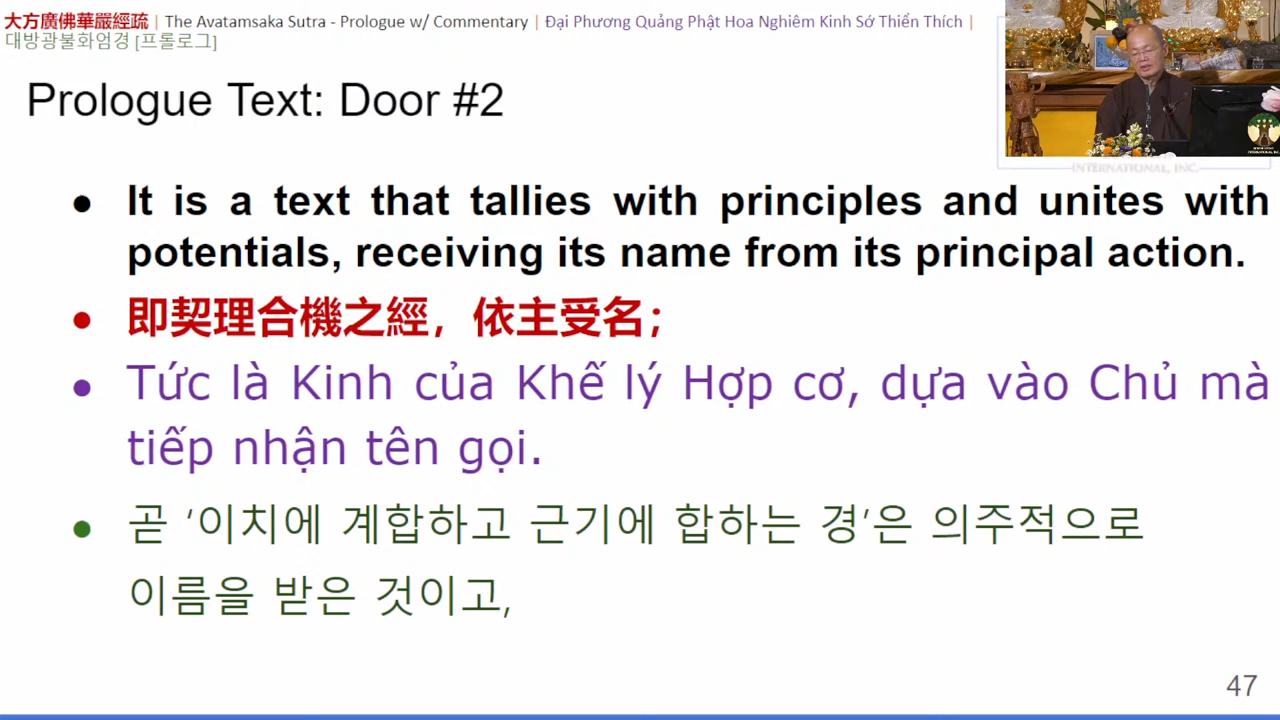 大方廣佛華嚴經疏 | The Avatamsaka Sutra - Prologue w/ Commentary | Đại Phương Quảng Phật Hoa Nghiêm Kinh Sớ Thiển Thích |
대방광불화엄경 [프롤로그]
Prologue Text: Door #2
INTERNATIONAL, INC.
• It is a text that tallies with principles and unites with
potentials, receiving its name from its principal action.
• 即契理合機之經，依主受名；
• Tức là Kinh của Khế lý Hợp cơ, dựa vào Chủ mà
tiếp nhận tên gọi.
• 곧 ‘이치에 계합하고 근기에 합하는 경’은 의주적으로
이름을 받은 것이고,
47